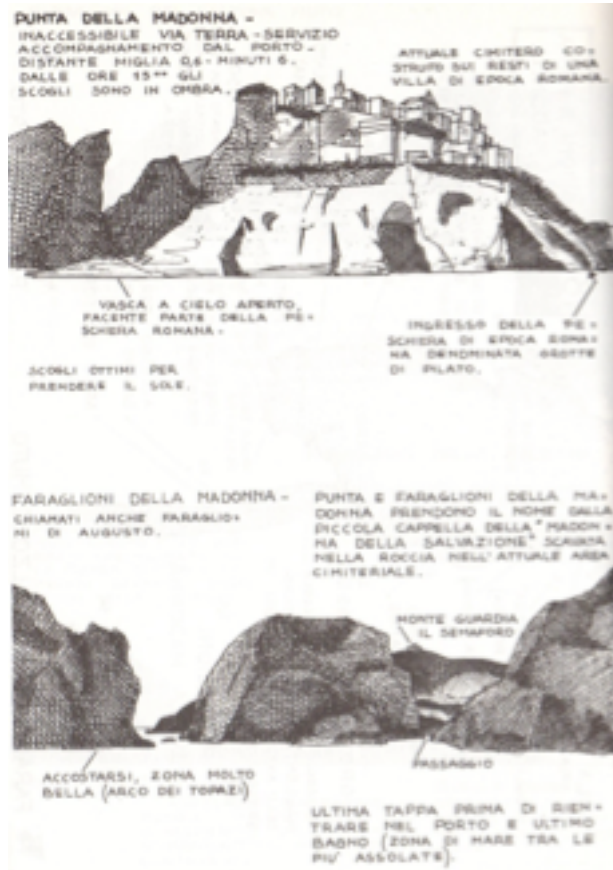 PUNTA DELLA MADONNA -
INACCESSIBILE VIA TERRA - SERVIZIO
ACCOMPAGNAMENTO DAL PORTO -
DISTANTE MIGLIA 0,6 - MINUTI 6.
DALLE ORE 15°° GLI
SCOGLI SONO IN OMBRA.
ATTUALE CIMITERO CO-
STRUITO SUI RESTI DI UNA
VILLA DI EPOCA ROMANA
VASCA A CIELO APERTO,
FACENTE PARTE DELLA PE-
SCHIERA ROMANA.
INGRESSO DELLA PE-
SCHIERA DI EPOCA ROMA-
NA DENOMINATA GROTTE
DI PILATO.
SCOGLI OTTIMI PER
PRENDERE IL SOLE.
FARAGLIONI DELLA MADONNA -
CHIAMATI ANCHE FARAGLIO-
NI DI AUGUSTO.
PUNTA E FARAGLIONI DELLA MA-
DONNA PRENDONO IL NOME DALLA
PICCOLA CAPPELLA DELLA "MADON-
NA DELLA SALVAZIONE" SCAVATA
NELLA ROCCIA NELL'ATTUALE AREA
CIMITERIALE.
MONTE GUARDIA
IL SEMAFORO
PASSAGGIO
ACCOSTARSI, ZONA MOLTO
BELLA (ARCO DEI TOPAZI)
ULTIMA TAPPA PRIMA DI RIEN-
TRARE NEL PORTO E ULTIMO
BAGNO (ZONA DI MARE TRA LE
PIU' ASSOLATE).